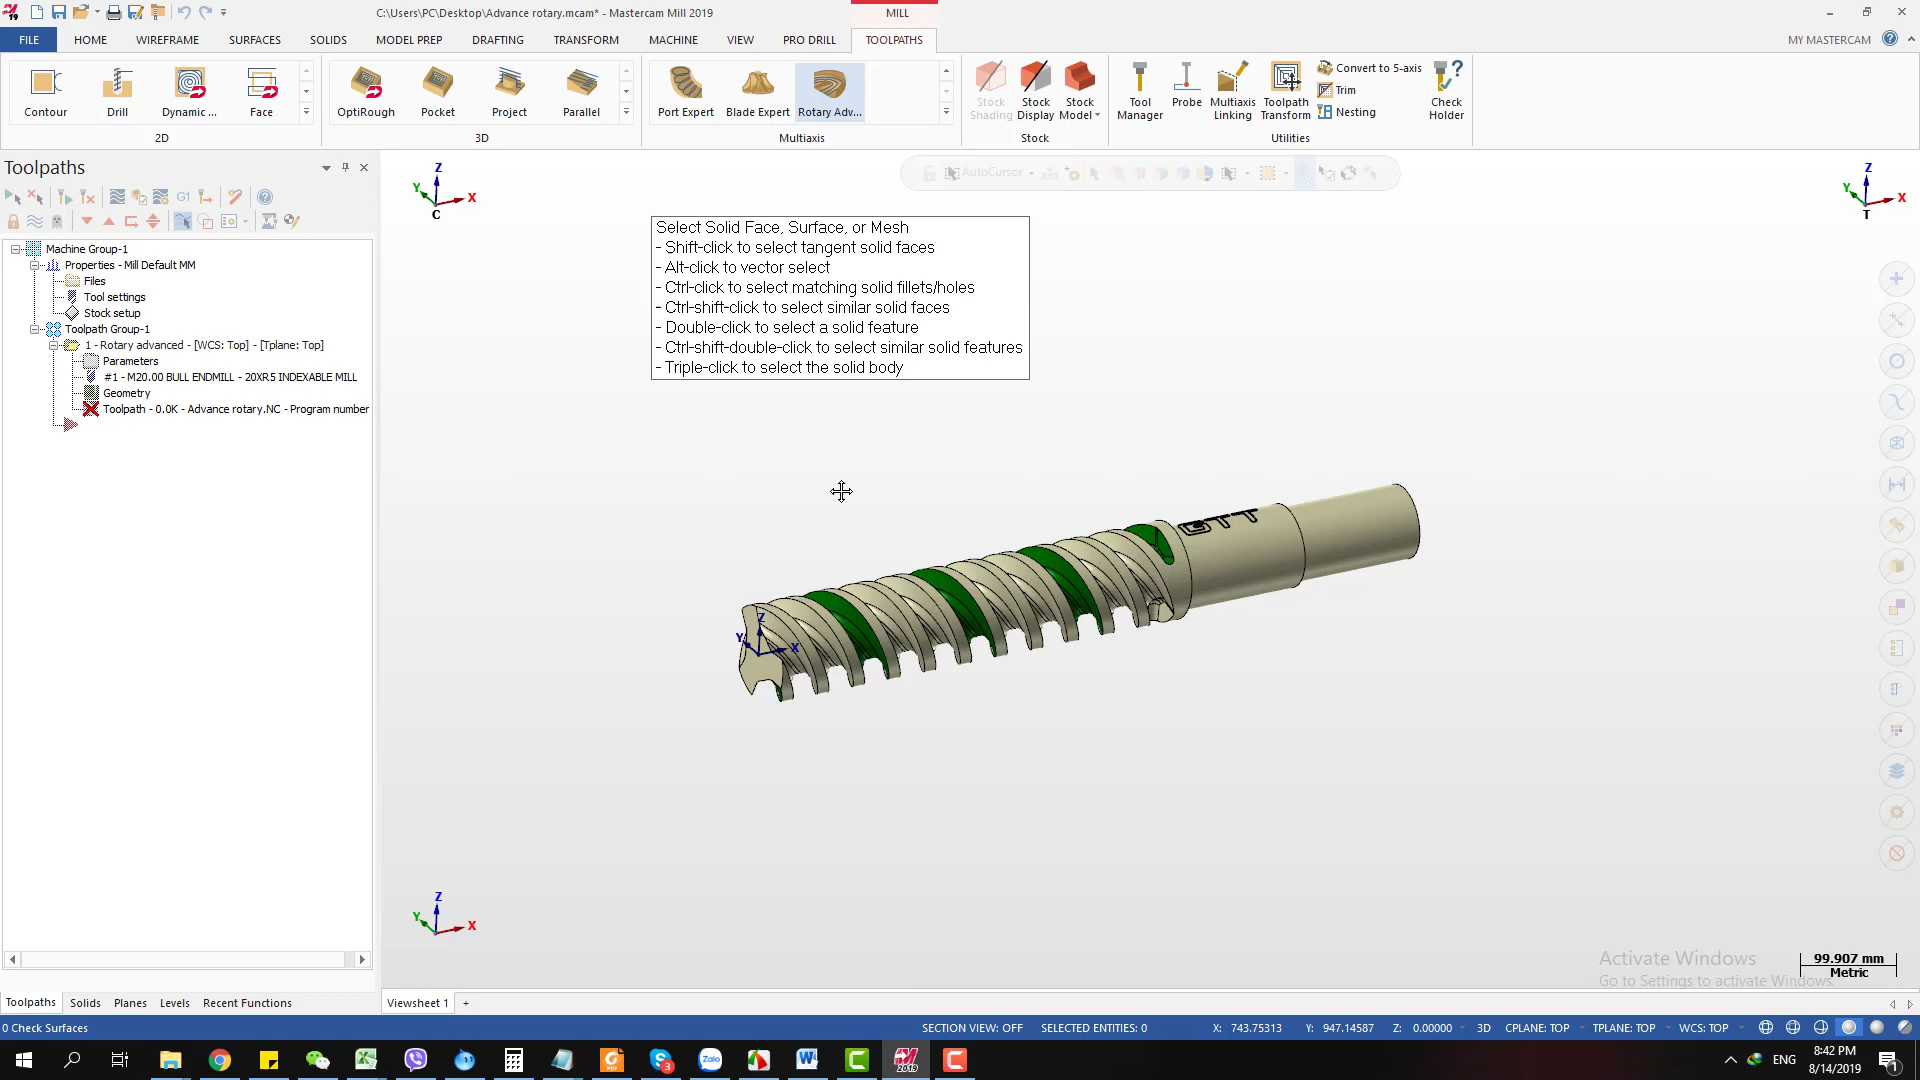 C:\Users\PC\Desktop\Advance rotary.mcam* - Mastercam Mill 2019
MILL
FILE
HOME
WIREFRAME
SURFACES
SOLIDS
MODEL PREP
DRAFTING
TRANSFORM
MACHINE
VIEW
PRO DRILL
TOOLPATHS
MY MASTERCAM
Contour
Drill
Dynamic ...
Face
2D
OptiRough
Pocket
Project
Parallel
3D
Port Expert
Blade Expert
Rotary Adv...
Multiaxis
Stock Shading
Stock Display
Stock Model
Stock
Tool Manager
Probe
Multiaxis Linking
Toolpath Transform
Convert to 5-axis
Trim
Nesting
Check Holder
Utilities
Toolpaths
G1
AutoCursor
Machine Group-1
Properties - Mill Default MM
Files
Tool settings
Stock setup
Toolpath Group-1
1 - Rotary advanced - [WCS: Top] - [Tplane: Top]
Parameters
#1 - M20.00 BULL ENDMILL - 20XR5 INDEXABLE MILL
Geometry
Toolpath - 0.0K - Advance rotary.NC - Program number
Z
Y
X
C
Z
Y
X
T
Select Solid Face, Surface, or Mesh
- Shift-click to select tangent solid faces
- Alt-click to vector select
- Ctrl-click to select matching solid fillets/holes
- Ctrl-shift-click to select similar solid faces
- Double-click to select a solid feature
- Ctrl-shift-double-click to select similar solid features
- Triple-click to select the solid body
GTT
Z
Y
X
Z
Y
X
Activate Windows
Go to Settings to activate Windows.
99.907 mm
Metric
Toolpaths
Solids
Planes
Levels
Recent Functions
Viewsheet 1
+
0 Check Surfaces
SECTION VIEW: OFF
SELECTED ENTITIES: 0
X: 743.75313
Y: 947.14587
Z: 0.00000
3D
CPLANE: TOP
TPLANE: TOP
WCS: TOP
ENG
8:42 PM
8/14/2019